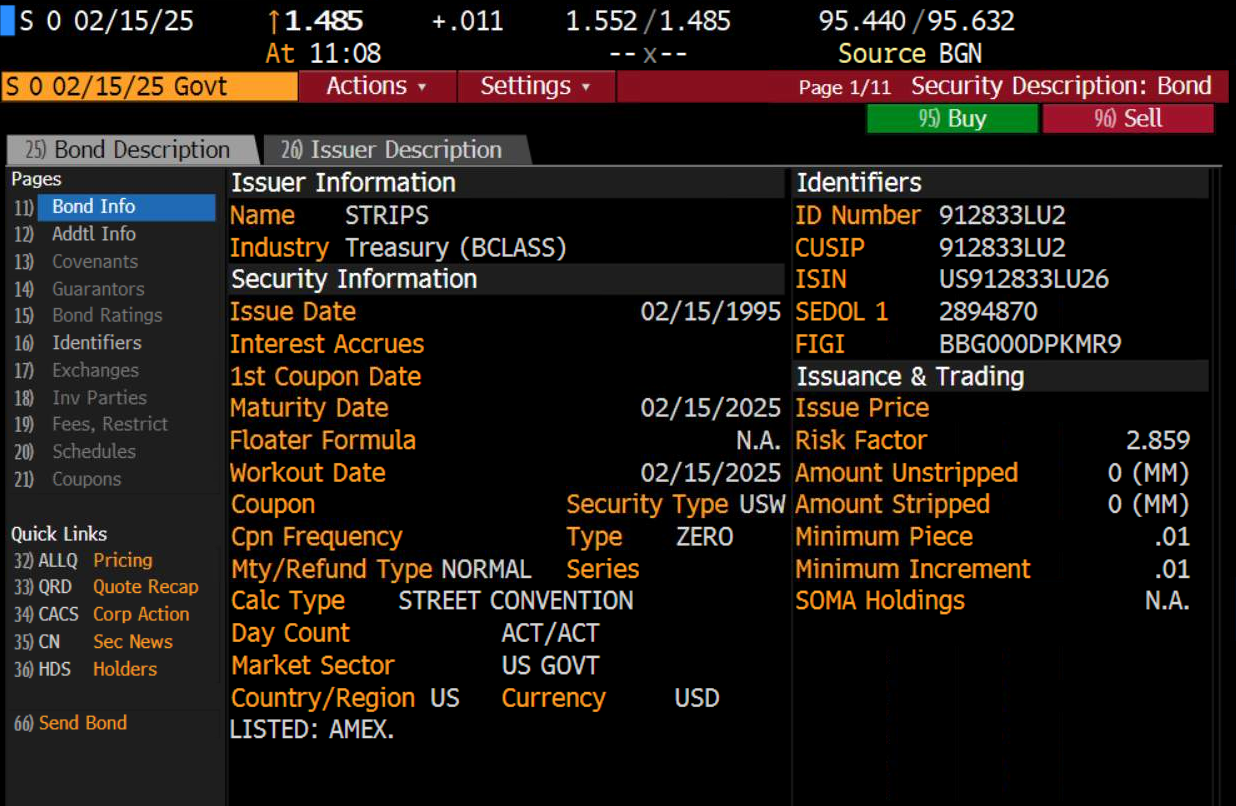 S 0 02/15/25 ↑1.485 +.011 1.552/1.485 95.440/95.632
At 11:08 --x-- Source BGN
S 0 02/15/25 Govt Actions ▾ Settings ▾ Page 1/11 Security Description: Bond
95) Buy 96) Sell
25) Bond Description 26) Issuer Description
Pages
11) Bond Info
12) Addtl Info
13) Covenants
14) Guarantors
15) Bond Ratings
16) Identifiers
17) Exchanges
18) Inv Parties
19) Fees, Restrict
20) Schedules
21) Coupons
Quick Links
32) ALLQ Pricing
33) QRD Quote Recap
34) CACS Corp Action
35) CN Sec News
36) HDS Holders
66) Send Bond
Issuer Information
Name STRIPS
Industry Treasury (BCLASS)
Security Information
Issue Date 02/15/1995
Interest Accrues
1st Coupon Date
Maturity Date 02/15/2025
Floater Formula N.A.
Workout Date 02/15/2025
Coupon Security Type USW
Cpn Frequency Type ZERO
Mty/Refund Type NORMAL Series
Calc Type STREET CONVENTION
Day Count ACT/ACT
Market Sector US GOVT
Country/Region US Currency USD
LISTED: AMEX.
Identifiers
ID Number 912833LU2
CUSIP 912833LU2
ISIN US912833LU26
SEDOL 1 2894870
FIGI BBG000DPKMR9
Issuance & Trading
Issue Price
Risk Factor 2.859
Amount Unstripped 0 (MM)
Amount Stripped 0 (MM)
Minimum Piece .01
Minimum Increment .01
SOMA Holdings N.A.